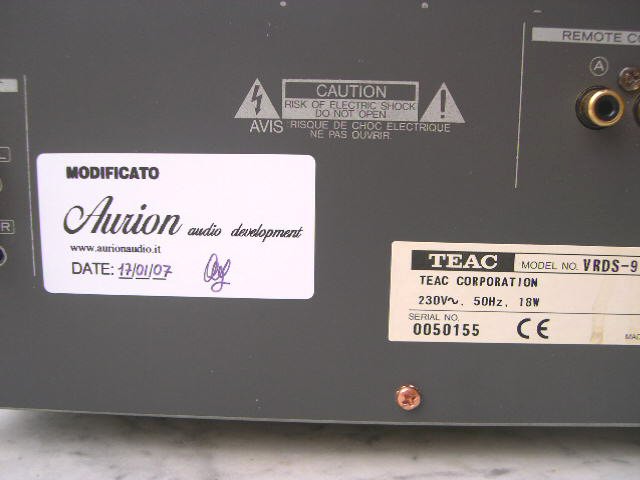 REMOTE CO
A
CAUTION
RISK OF ELECTRIC SHOCK
DO NOT OPEN
AVIS RISQUE DE CHOC ELECTRIQUE
NE PAS OUVRIR
L
R
MODIFICATO
Aurion audio development
www.aurionaudio.it
DATE: 17/01/07
TEAC MODEL NO. VRDS-9
TEAC CORPORATION
230V~, 50Hz, 18W
SERIAL NO.
0050155 CE
MAD